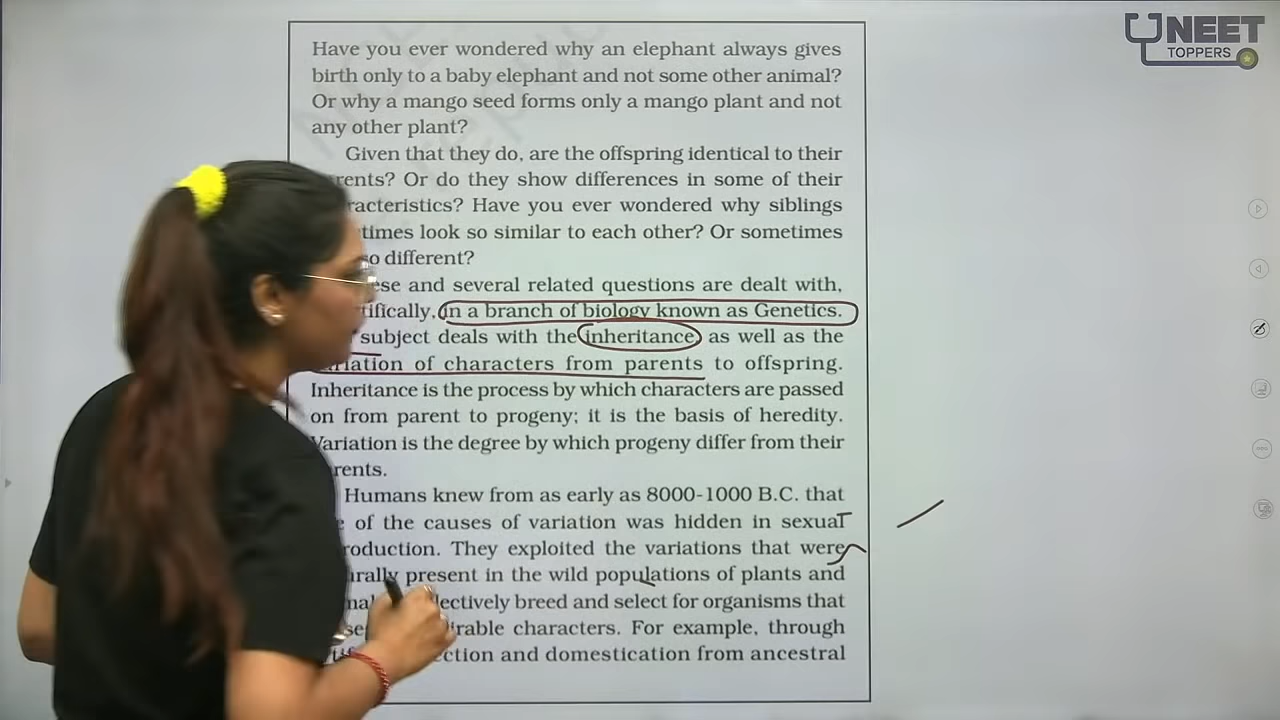 NEET
TOPPERS
Have you ever wondered why an elephant always gives
birth only to a baby elephant and not some other animal?
Or why a mango seed forms only a mango plant and not
any other plant?
Given that they do, are the offspring identical to their
rents? Or do they show differences in some of their
racteristics? Have you ever wondered why siblings
times look so similar to each other? Or sometimes
so different?
ese and several related questions are dealt with,
tifically, in a branch of biology known as Genetics.
subject deals with the inheritance, as well as the
riation of characters from parents to offspring.
Inheritance is the process by which characters are passed
on from parent to progeny; it is the basis of heredity.
Variation is the degree by which progeny differ from their
rents.
Humans knew from as early as 8000-1000 B.C. that
of the causes of variation was hidden in sexual
roduction. They exploited the variations that were
rally present in the wild populations of plants and
lectively breed and select for organisms that
irable characters. For example, through
ction and domestication from ancestral